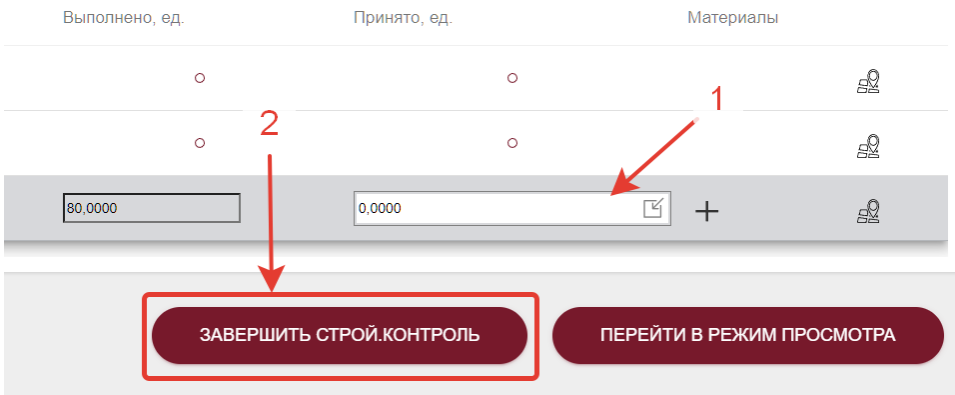 Выполнено, ед. Принято, ед. Материалы
1
2
80,0000 0,0000
ЗАВЕРШИТЬ СТРОЙ.КОНТРОЛЬ ПЕРЕЙТИ В РЕЖИМ ПРОСМОТРА